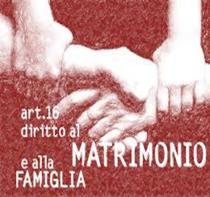 art.16
diritto al
MATRIMONIO
e alla
FAMIGLIA